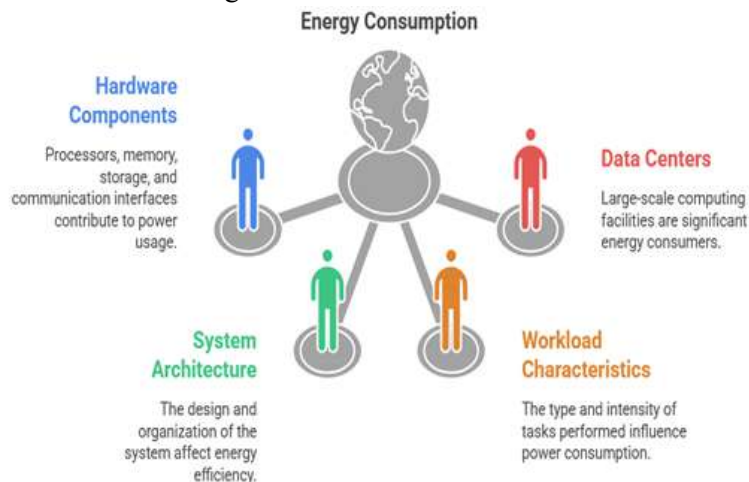 Energy Consumption
Hardware
Components
Processors, memory,
storage, and
communication interfaces
contribute to power
usage.
Data Centers
Large-scale computing
facilities are significant
energy consumers.
System
Architecture
The design and
organization of the
system affect energy
efficiency.
Workload
Characteristics
The type and intensity of
tasks performed influence
power consumption.